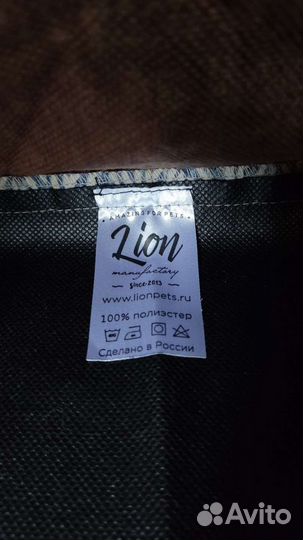 AMAZING FOR PETS
Lion
manufactory
since 2013
www.lionpets.ru
100% полиэстер
Сделано в России
Avito